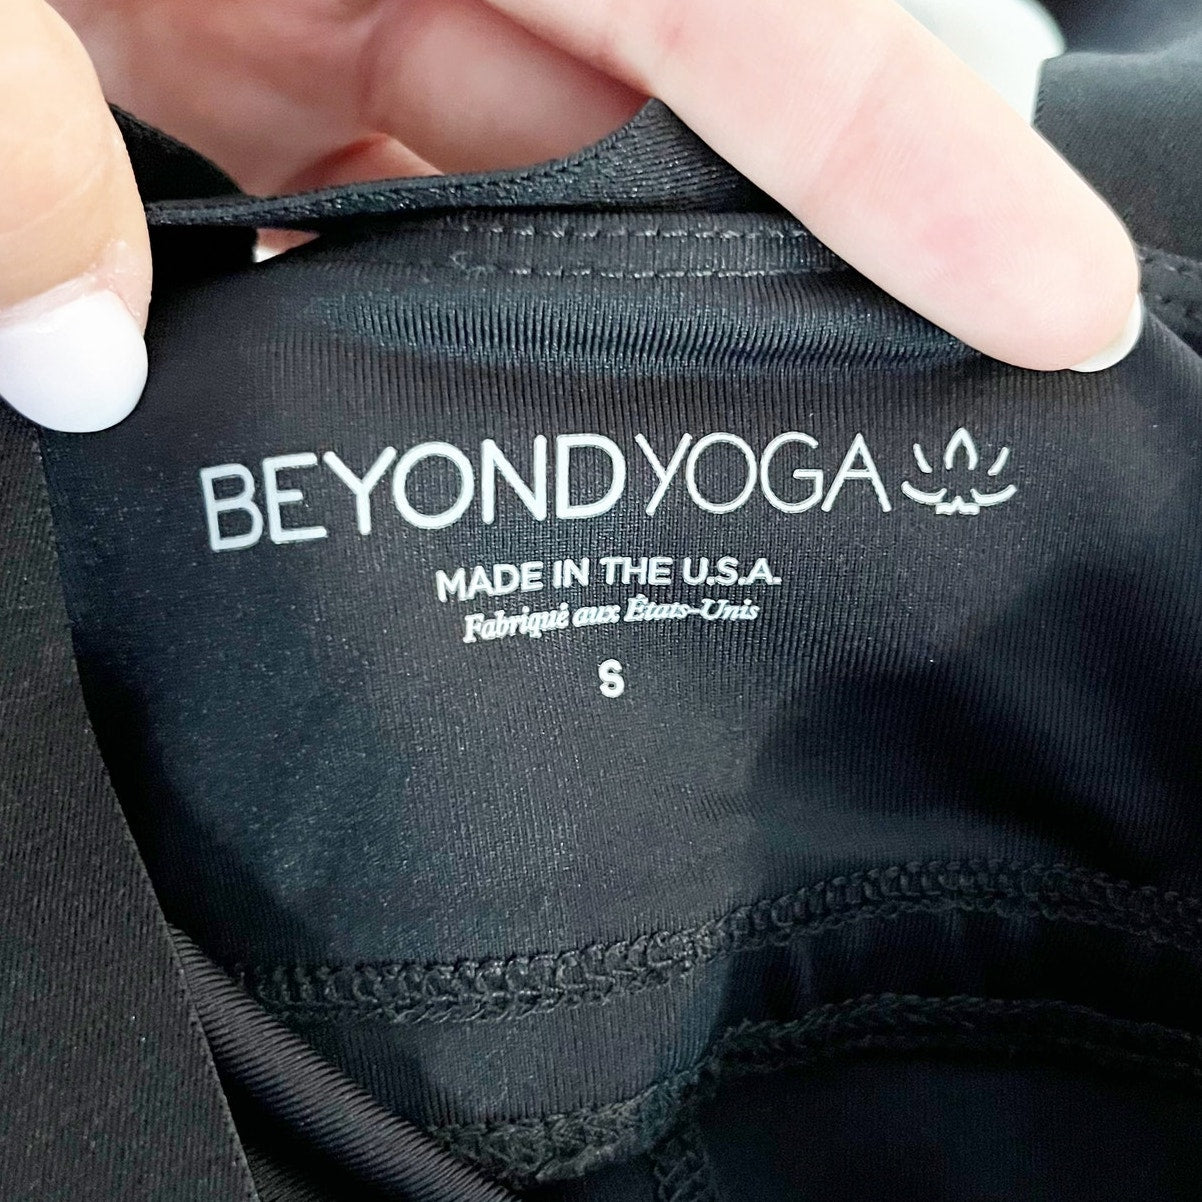 BEYOND YOGA
MADE IN THE U.S.A.
Fabriqué aux États-Unis
S